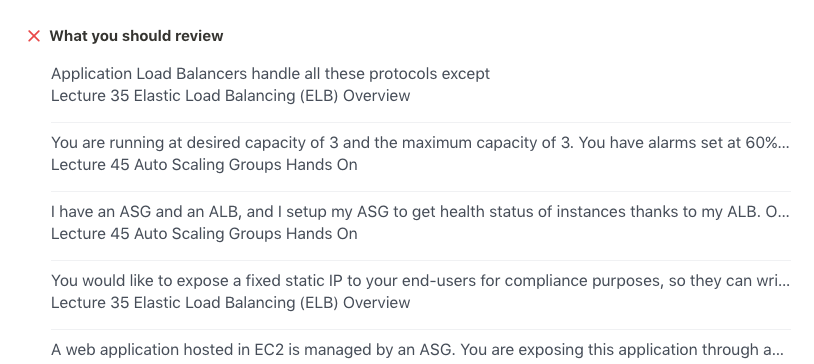 What you should review
Application Load Balancers handle all these protocols except
Lecture 35 Elastic Load Balancing (ELB) Overview
You are running at desired capacity of 3 and the maximum capacity of 3. You have alarms set at 60%...
Lecture 45 Auto Scaling Groups Hands On
I have an ASG and an ALB, and I setup my ASG to get health status of instances thanks to my ALB. O...
Lecture 45 Auto Scaling Groups Hands On
You would like to expose a fixed static IP to your end-users for compliance purposes, so they can wri...
Lecture 35 Elastic Load Balancing (ELB) Overview
A web application hosted in EC2 is managed by an ASG. You are exposing this application through a...